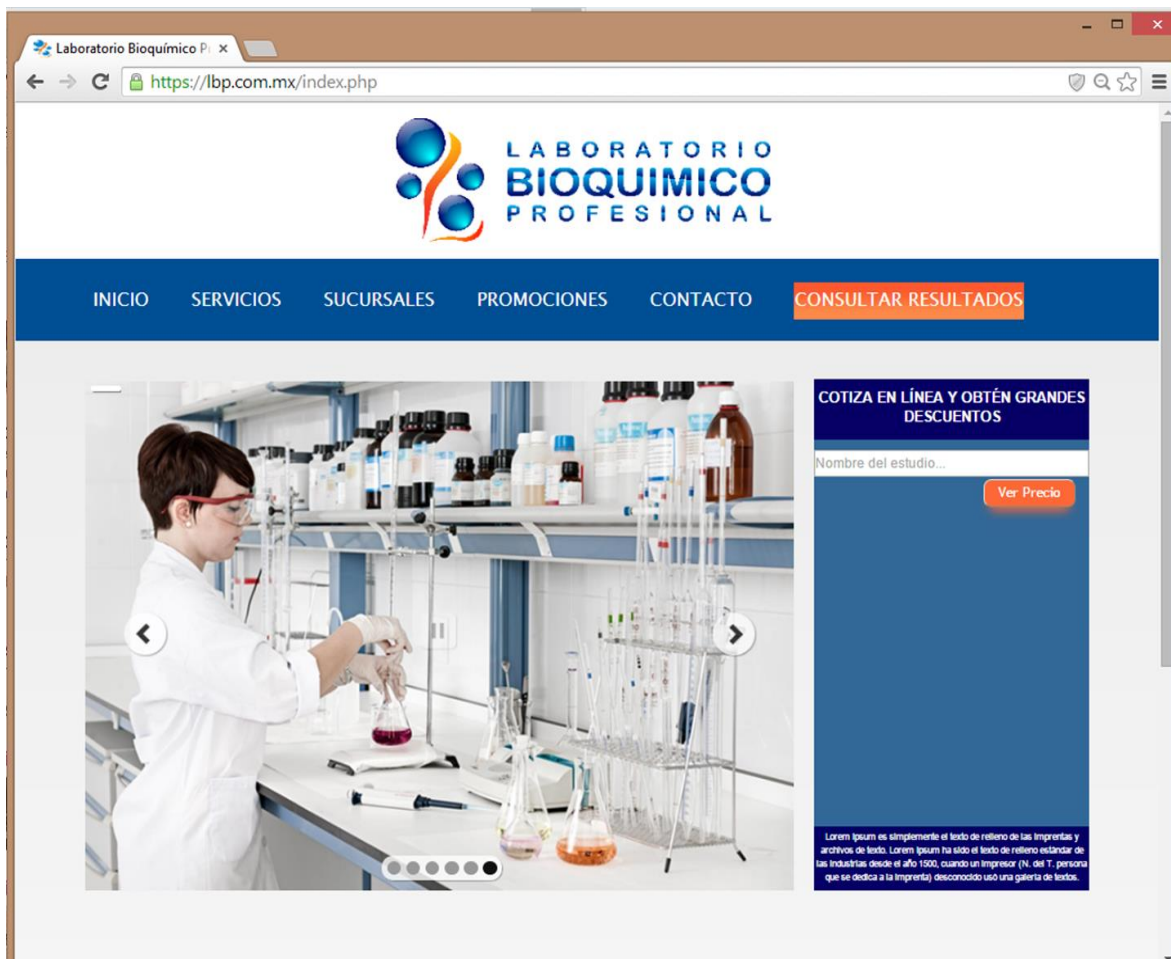 Laboratorio Bioquímico P
https://lbp.com.mx/index.php
LABORATORIO
BIOQUIMICO
PROFESIONAL
INICIO SERVICIOS SUCURSALES PROMOCIONES CONTACTO CONSULTAR RESULTADOS
COTIZA EN LÍNEA Y OBTÉN GRANDES
DESCUENTOS
Nombre del estudio...
Ver Precio
Lorem Ipsum es simplemente el texto de relleno de las imprentas y
archivos de texto. Lorem Ipsum ha sido el texto de relleno estándar de
las industrias desde el año 1500, cuando un impresor (N. del T. persona
que se dedica a la imprenta) desconocido usó una galería de textos.